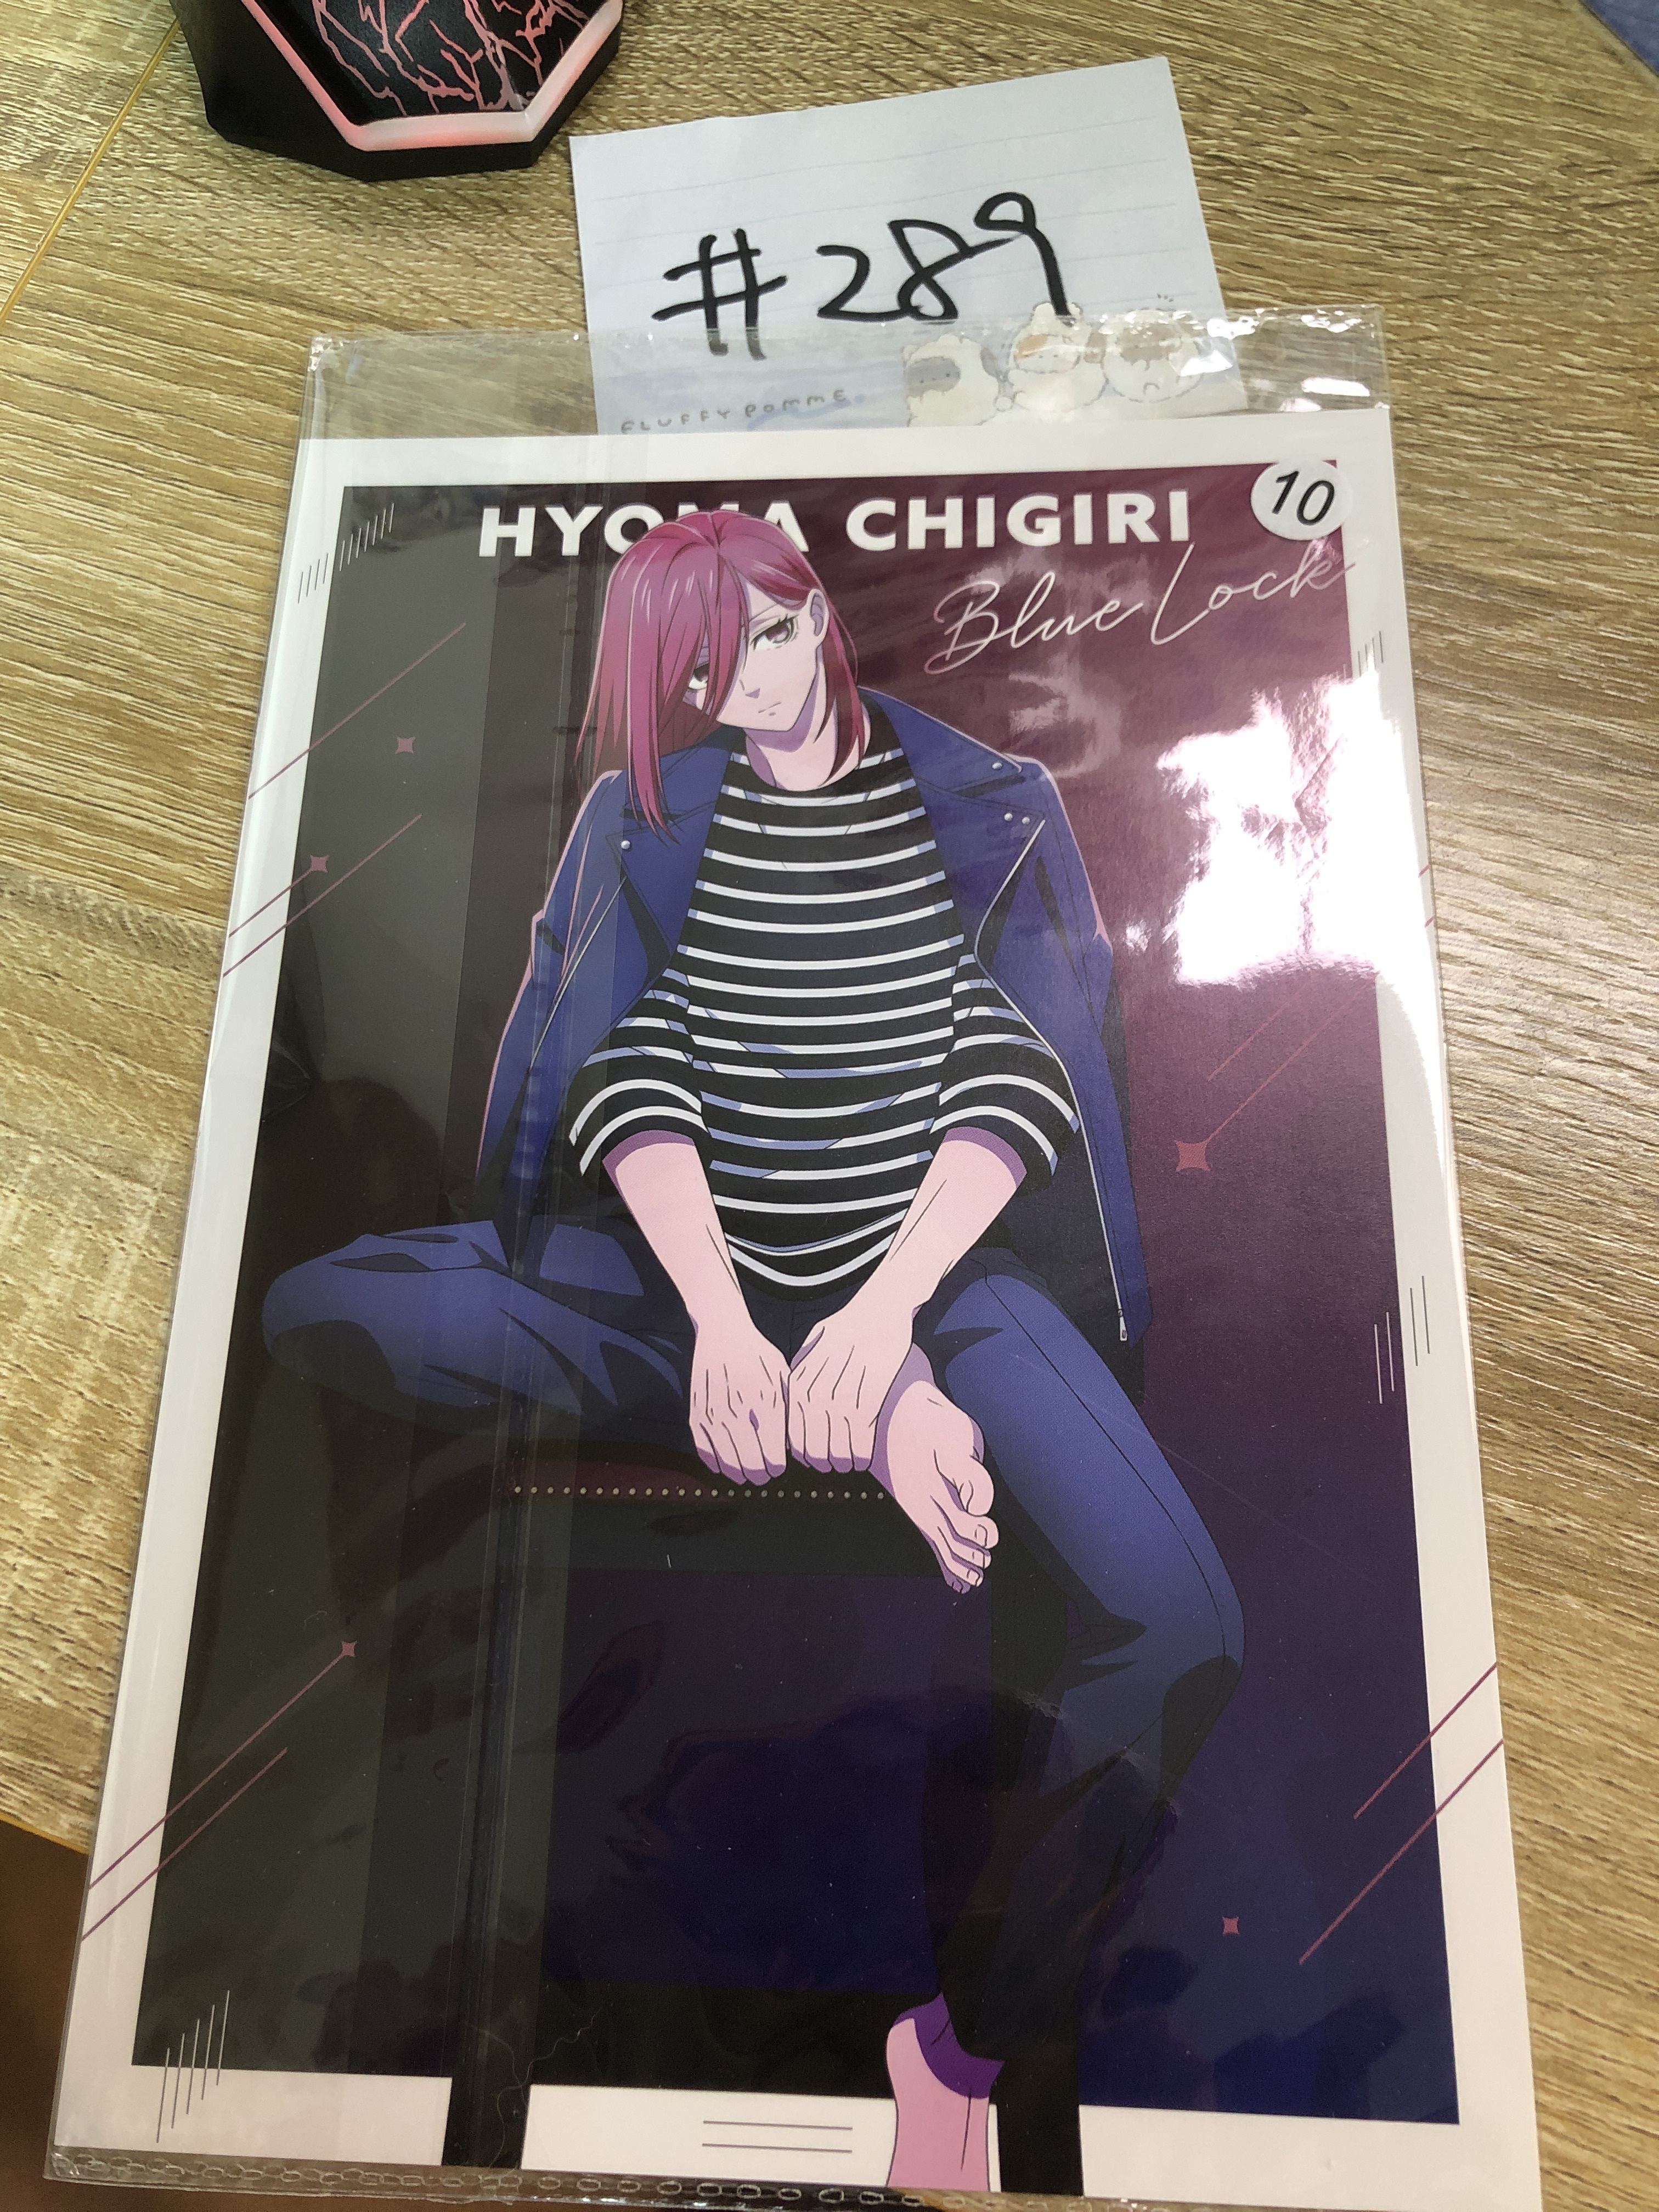 #289
FLUFFY POMME
HYOMA CHIGIRI
10
Blue Lock